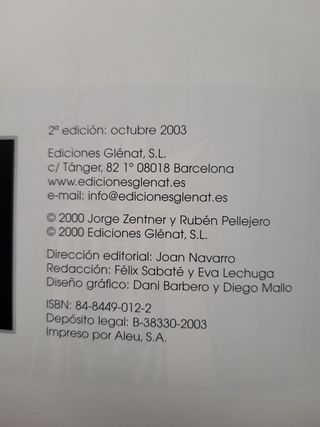 2ª edición: octubre 2003
Ediciones Glénat, S.L.
c/ Tánger, 82 1º 08018 Barcelona
www.edicionesglenat.es
e-mail: info@edicionesglenat.es
© 2000 Jorge Zentner y Rubén Pellejero
© 2000 Ediciones Glénat, S.L.
Dirección editorial: Joan Navarro
Redacción: Félix Sabaté y Eva Lechuga
Diseño gráfico: Dani Barbero y Diego Mallo
ISBN: 84-8449-012-2
Depósito legal: B-38330-2003
Impreso por Aleu, S.A.